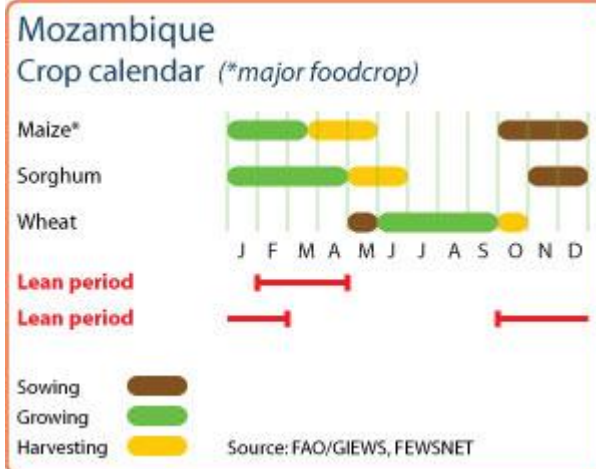 Mozambique
Crop calendar (*major foodcrop)
Maize*
Sorghum
Wheat
J F M A M J J A S O N D
Lean period
Lean period
Sowing
Growing
Harvesting Source: FAO/GIEWS, FEWSNET